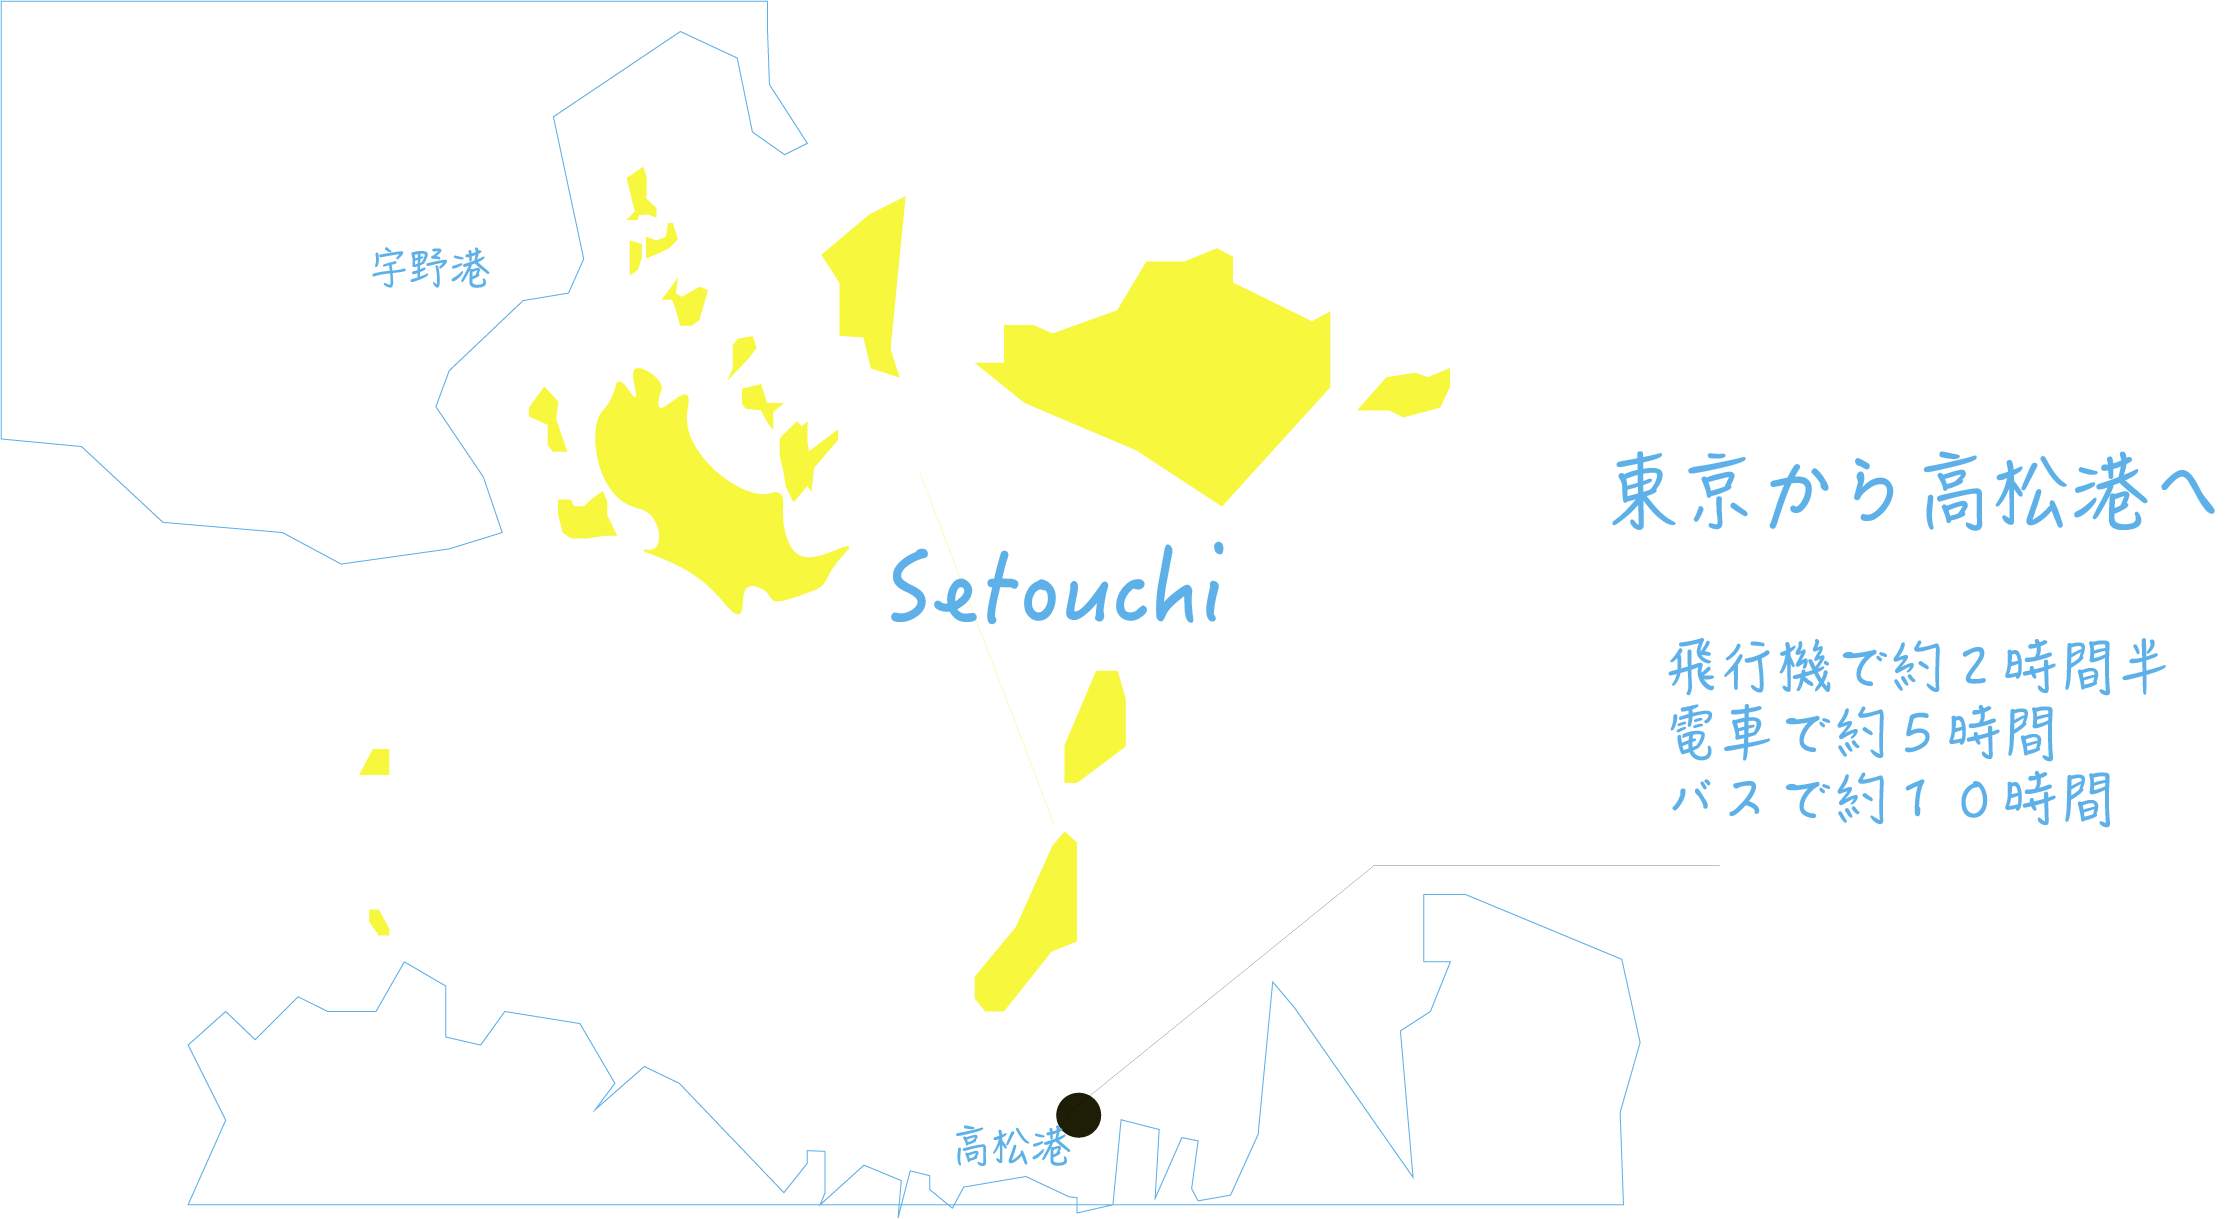 宇野港
東京から高松港へ
Setouchi
飛行機で約２時間半
電車で約５時間
バスで約１０時間
高松港